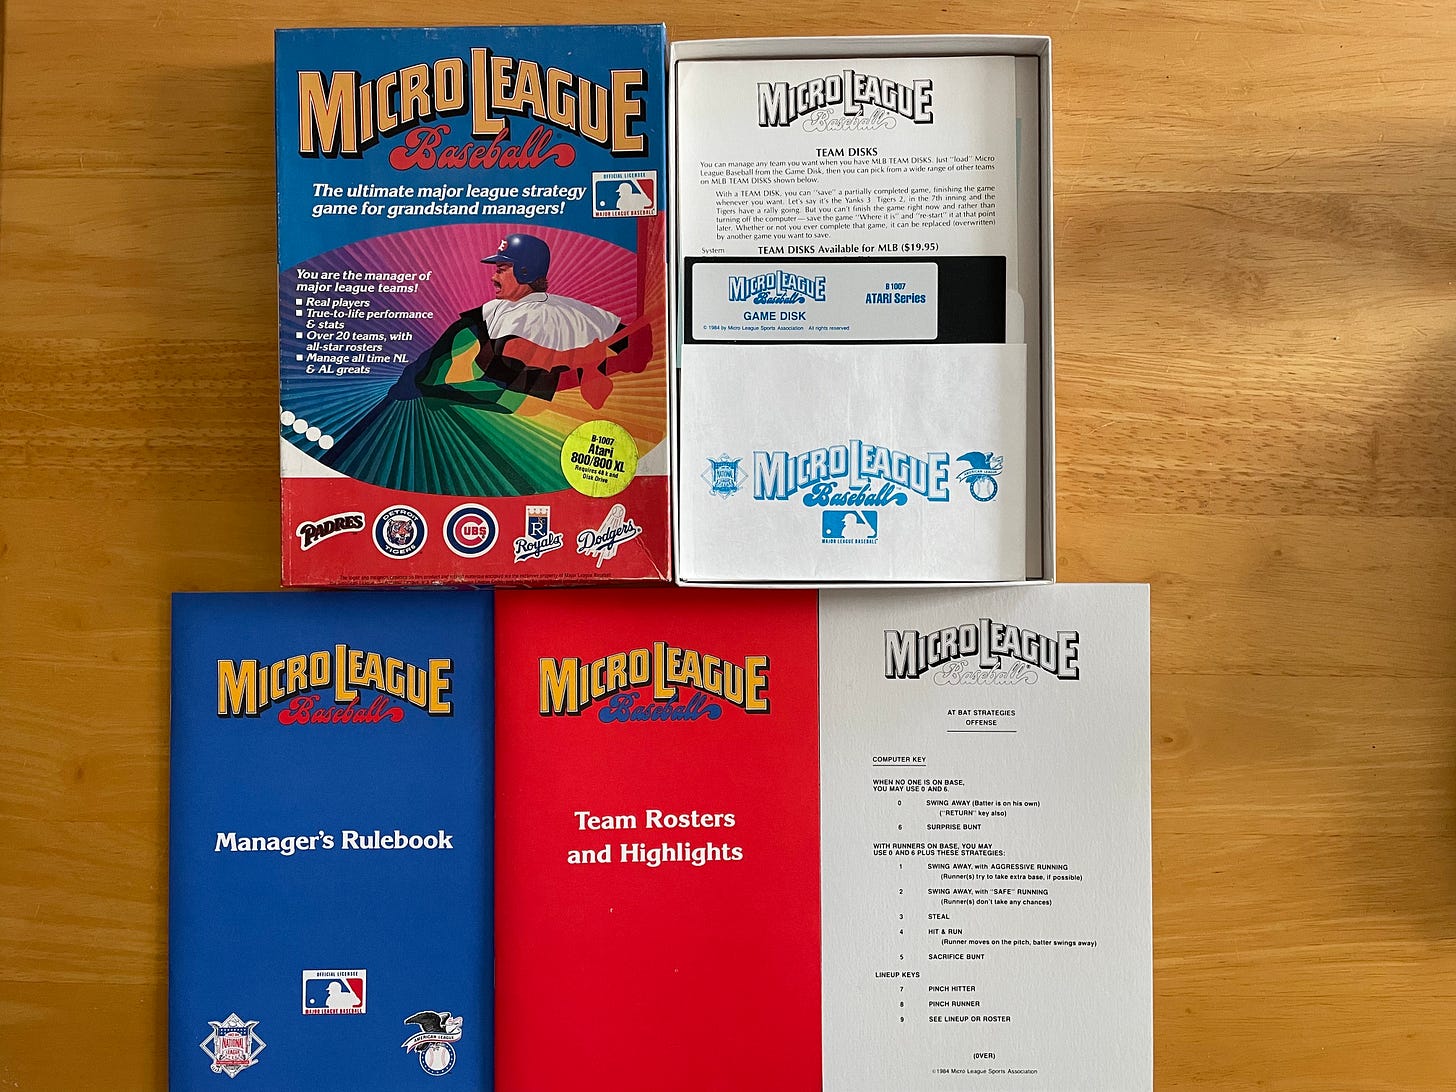 MICRO LEAGUE
Baseball
The ultimate major league strategy
game for grandstand managers!
OFFICIAL LICENSEE
MAJOR LEAGUE BASEBALL
You are the manager of
major league teams!
Real players
True-to-life performance
& stats
Over 20 teams, with
all-star rosters
Manage all time NL
& AL greats
B-1007
Atari
800/800 XL
Requires 48 k and
Disk Drive
PADRES
DETROIT
TIGERS
CUBS
R
Royals
Dodgers
MICRO LEAGUE
Baseball
TEAM DISKS
You can manage any team you want when you have MLB TEAM DISKS. Just "load" Micro
League Baseball from the Game Disk, then you can pick from a wide range of other teams
on MLB TEAM DISKS shown below.
With a TEAM DISK, you can "save" a partially completed game, finishing the game
whenever you want. Let's say it's the Yanks 3 Tigers 2, in the 7th inning and the
Tigers have a rally going. But you can't finish the game right now and rather than
turning off the computer — save the game "Where it is" and "re-start" it at that point
later. Whether or not you ever complete that game, it can be replaced (overwritten)
by another game you want to save.
System
TEAM DISKS Available for MLB ($19.95)
MICRO LEAGUE
Baseball
B 1007
ATARI Series
GAME DISK
© 1984 by Micro League Sports Association All rights reserved
NATIONAL
LEAGUE
MICRO LEAGUE
Baseball
AMERICAN LEAGUE
MAJOR LEAGUE BASEBALL
MICRO LEAGUE
Baseball
Manager's Rulebook
OFFICIAL LICENSEE
MAJOR LEAGUE BASEBALL
NATIONAL
LEAGUE
AMERICAN LEAGUE
MICRO LEAGUE
Baseball
Team Rosters
and Highlights
MICRO LEAGUE
Baseball®
AT BAT STRATEGIES
OFFENSE
COMPUTER KEY
WHEN NO ONE IS ON BASE,
YOU MAY USE 0 AND 6.
0 SWING AWAY (Batter is on his own)
("RETURN" key also)
6 SURPRISE BUNT
WITH RUNNERS ON BASE, YOU MAY
USE 0 AND 6 PLUS THESE STRATEGIES:
1 SWING AWAY, with AGGRESSIVE RUNNING
(Runner(s) try to take extra base, if possible)
2 SWING AWAY, with "SAFE" RUNNING
(Runner(s) don't take any chances)
3 STEAL
4 HIT & RUN
(Runner moves on the pitch, batter swings away)
5 SACRIFICE BUNT
LINEUP KEYS
7 PINCH HITTER
8 PINCH RUNNER
9 SEE LINEUP OR ROSTER
(OVER)
©1984 Micro League Sports Association